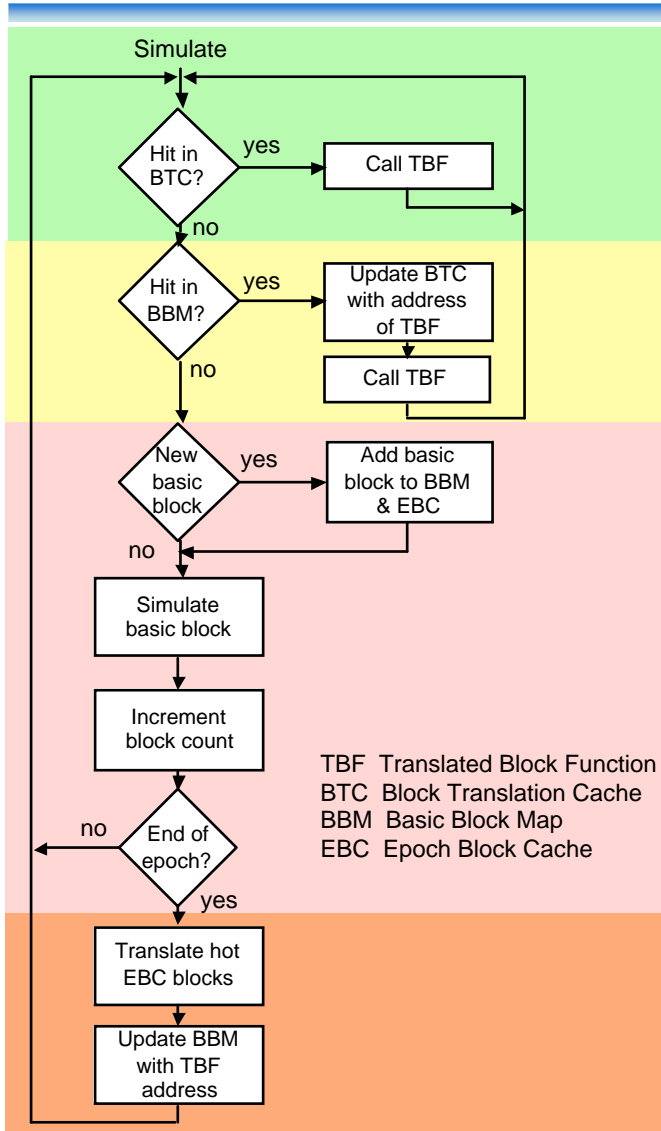 Simulate
Hit in
BTC?
yes
Call TBF
no
Hit in
BBM?
yes
Update BTC
with address
of TBF
Call TBF
no
New
basic
block
yes
Add basic
block to BBM
& EBC
no
Simulate
basic block
Increment
block count
TBF Translated Block Function
BTC Block Translation Cache
BBM Basic Block Map
EBC Epoch Block Cache
no
End of
epoch?
yes
Translate hot
EBC blocks
Update BBM
with TBF
address